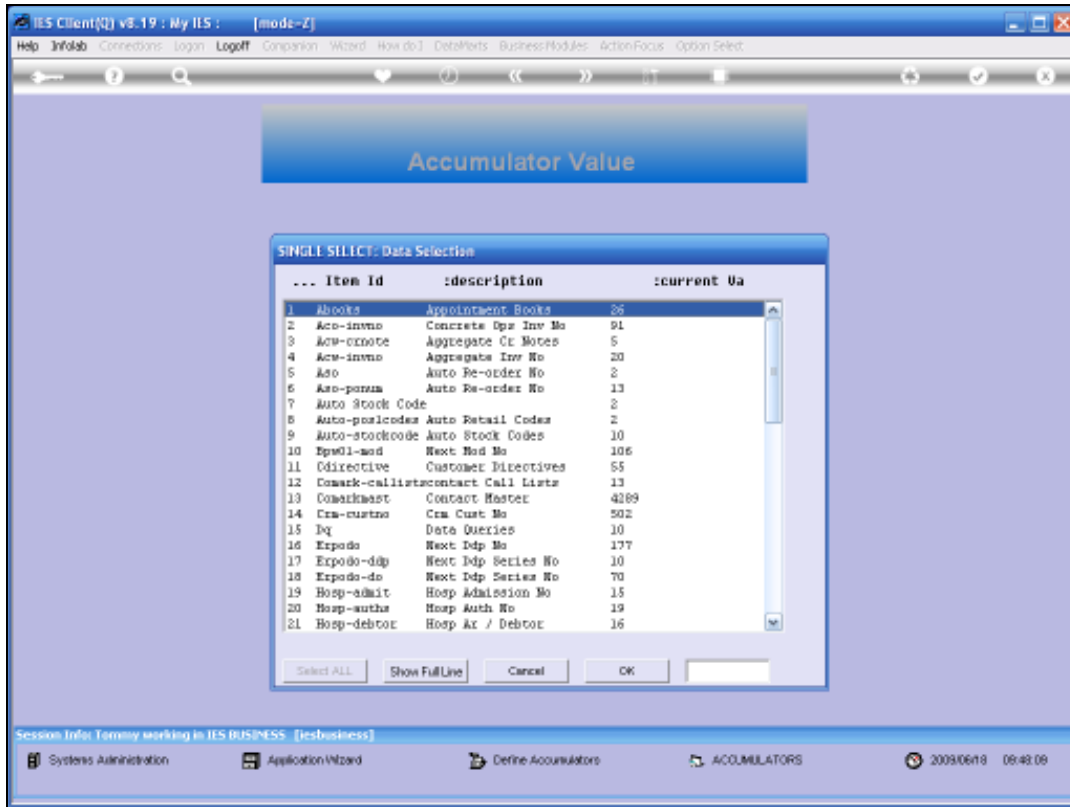 IES Client(Q) v8.19 : My IES : [mode-Z]
Help Infolab Connections Logon Logoff Companion Wizard How do I DataMarts Business Modules Action Focus Option Select
Accumulator Value
SINGLE SELECT: Data Selection
... Item Id :description :current Va
1 Abooks Appointment Books 26
2 Aco-invno Concrete Ops Inv No 91
3 Acw-crnote Aggregate Cr Notes 5
4 Acw-invno Aggregate Inv No 20
5 Aso Auto Re-order No 2
6 Aso-ponum Auto Re-order No 13
7 Auto Stock Code 2
8 Auto-poslcodes Auto Retail Codes 2
9 Auto-stockcode Auto Stock Codes 10
10 Bpw01-mod Next Mod No 106
11 Cdirective Customer Directives 55
12 Comark-callistscontact Call Lists 13
13 Comarkmast Contact Master 4289
14 Crm-custno Crm Cust No 502
15 Dq Data Queries 10
16 Erpodo Next Ddp No 177
17 Erpodo-ddp Next Ddp Series No 10
18 Erpodo-do Next Ddp Series No 70
19 Hosp-admit Hosp Admission No 15
20 Hosp-auths Hosp Auth No 19
21 Hosp-debtor Hosp Ar / Debtor 16
Select ALL Show Full Line Cancel OK
Session Info: Tommy working in IES BUSINESS [iesbusiness]
Systems Administration Application Wizard Define Accumulators ACCUMULATORS 2009/06/18 09:48:09